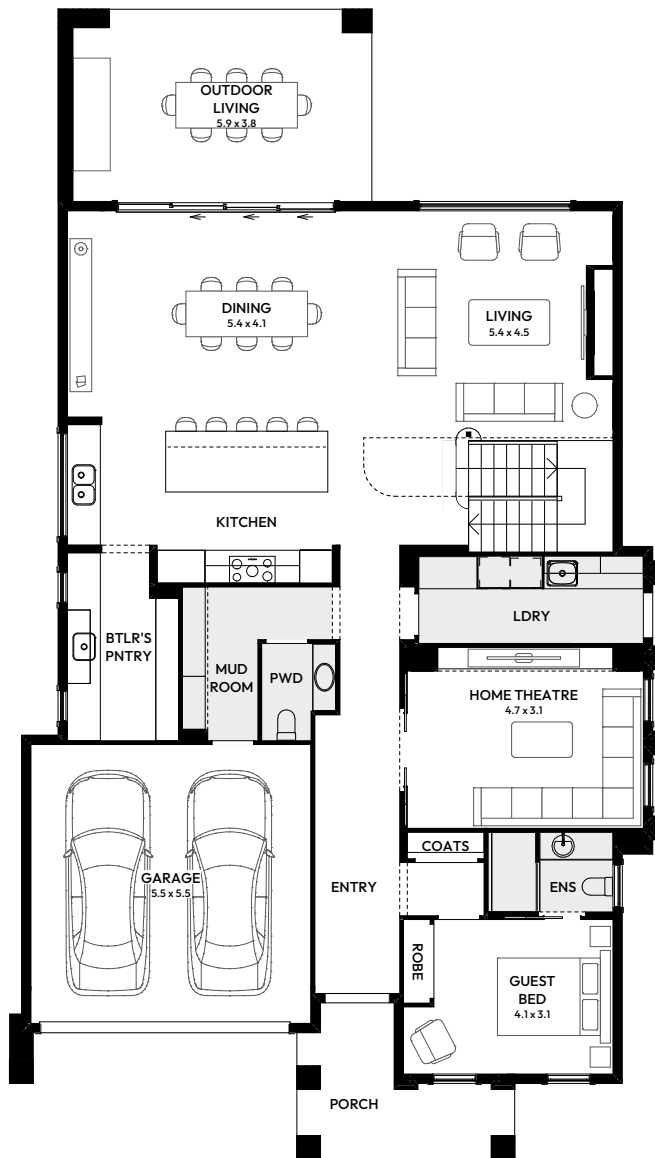 OUTDOOR
LIVING
5.9 x 3.8
DINING
5.4 x 4.1
LIVING
5.4 x 4.5
KITCHEN
LDRY
BTLR'S
PNTRY
MUD
ROOM
PWD
HOME THEATRE
4.7 x 3.1
COATS
GARAGE
5.5 x 5.5
ENTRY
ENS
ROBE
GUEST
BED
4.1 x 3.1
PORCH